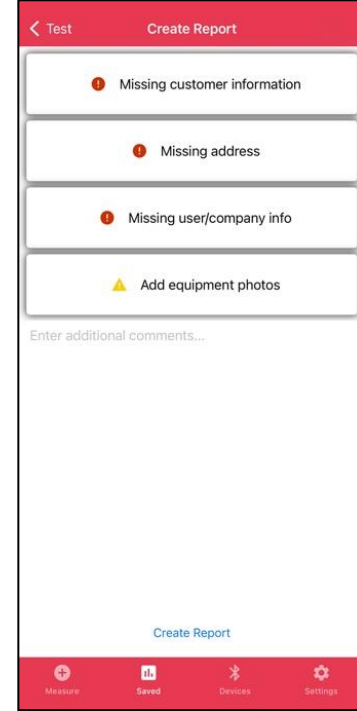 Test Create Report
Missing customer information
Missing address
Missing user/company info
Add equipment photos
Enter additional comments...
Create Report
Measure Saved Devices Settings